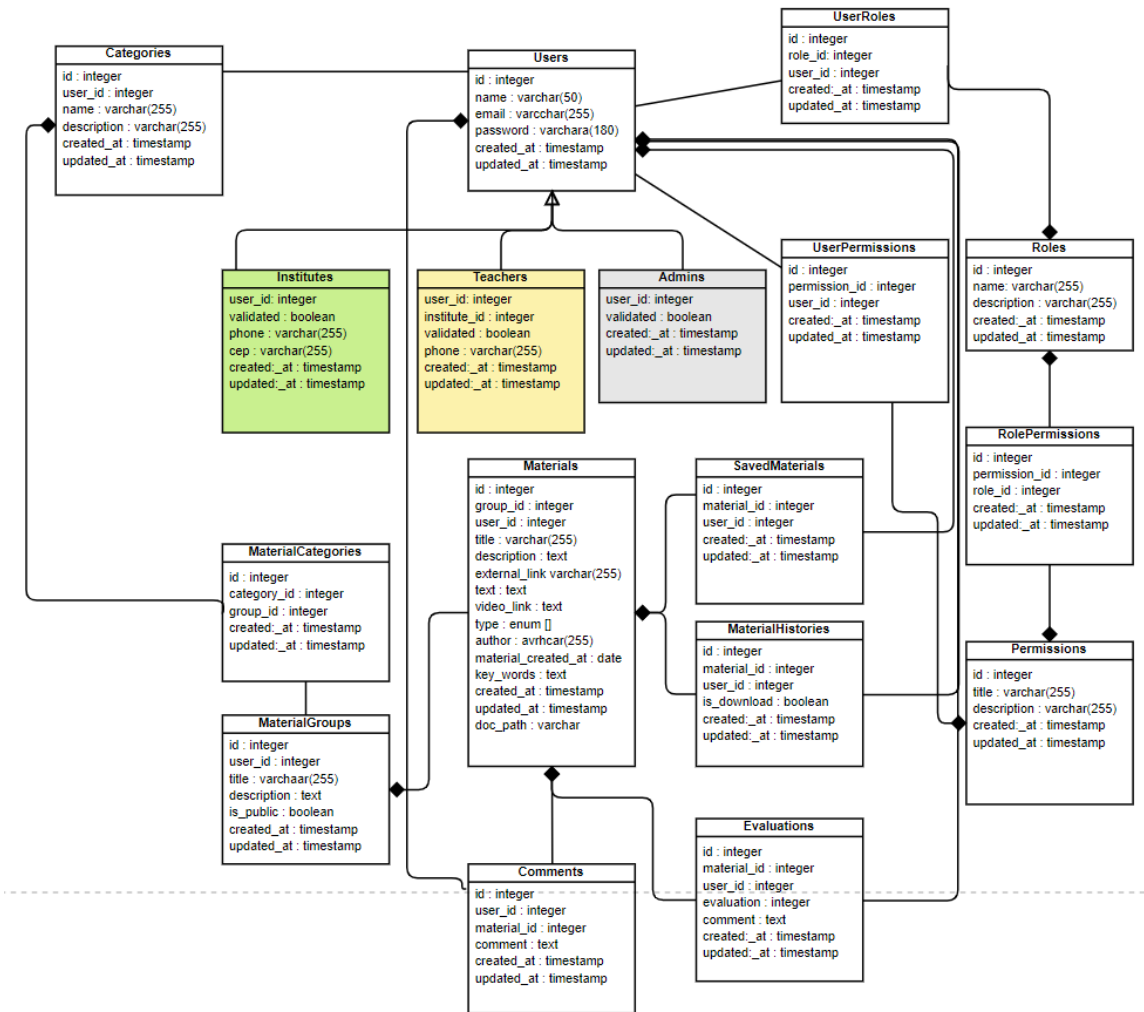 Categories
id : integer
user_id : integer
name : varchar(255)
description : varchar(255)
created_at : timestamp
updated_at : timestamp
Users
id : integer
name : varchar(50)
email : varcchar(255)
password : varchara(180)
created_at : timestamp
updated_at : timestamp
UserRoles
id : integer
role_id: integer
user_id : integer
created:_at : timestamp
updated_at : timestamp
Institutes
user_id: integer
validated : boolean
phone : varchar(255)
cep : varchar(255)
created:_at : timestamp
updated:_at : timestamp
Teachers
user_id: integer
institute_id : integer
validated : boolean
phone : varchar(255)
created:_at : timestamp
updated:_at : timestamp
Admins
user_id: integer
validated : boolean
created:_at : timestamp
updated:_at : timestamp
UserPermissions
id : integer
permission_id : integer
user_id : integer
created:_at : timestamp
updated_at : timestamp
Roles
id : integer
name: varchar(255)
description : varchar(255)
created:_at : timestamp
updated_at : timestamp
RolePermissions
id : integer
permission_id : integer
role_id : integer
created:_at : timestamp
updated:_at : timestamp
Materials
id : integer
group_id : integer
user_id : integer
title : varchar(255)
description : text
external_link varchar(255)
text : text
video_link : text
type : enum []
author : avrhcar(255)
material_created_at : date
key_words : text
created_at : timestamp
updated_at : timestamp
doc_path : varchar
SavedMaterials
id : integer
material_id : integer
user_id : integer
created:_at : timestamp
updated:_at : timestamp
MaterialCategories
id : integer
category_id : integer
group_id : integer
created:_at : timestamp
updated:_at : timestamp
MaterialHistories
id : integer
material_id : integer
user_id : integer
is_download : boolean
created:_at : timestamp
updated:_at : timestamp
Permissions
id : integer
title : varchar(255)
description : varchar(255)
created:_at : timestamp
updated_at : timestamp
MaterialGroups
id : integer
user_id : integer
title : varchaar(255)
description : text
is_public : boolean
created_at : timestamp
updated_at : timestamp
Evaluations
id : integer
material_id : integer
user_id : integer
evaluation : integer
comment : text
created:_at : timestamp
updated:_at : timestamp
Comments
id : integer
user_id : integer
material_id : integer
comment : text
created_at : timestamp
updated_at : timestamp